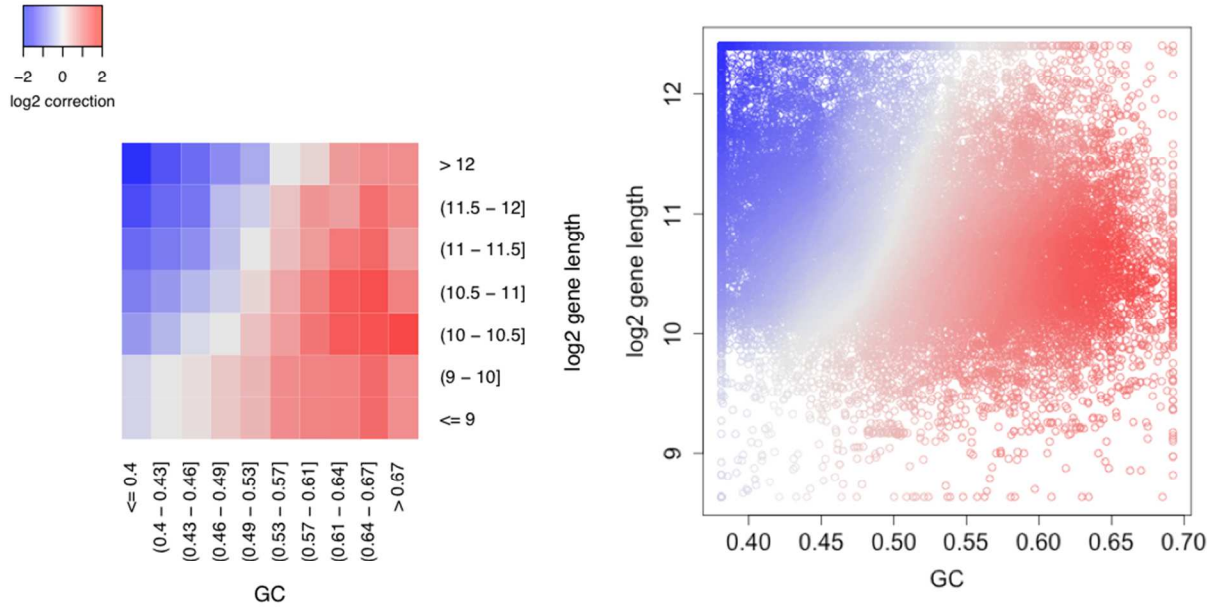 −2 0 2
log2 correction
> 12
(11.5 − 12]
(11 − 11.5]
(10.5 − 11]
(10 − 10.5]
(9 − 10]
<= 9
log2 gene length
<= 0.4
(0.4 − 0.43]
(0.43 − 0.46]
(0.46 − 0.49]
(0.49 − 0.53]
(0.53 − 0.57]
(0.57 − 0.61]
(0.61 − 0.64]
(0.64 − 0.67]
> 0.67
GC
log2 gene length
12
11
10
9
0.40 0.45 0.50 0.55 0.60 0.65 0.70
GC